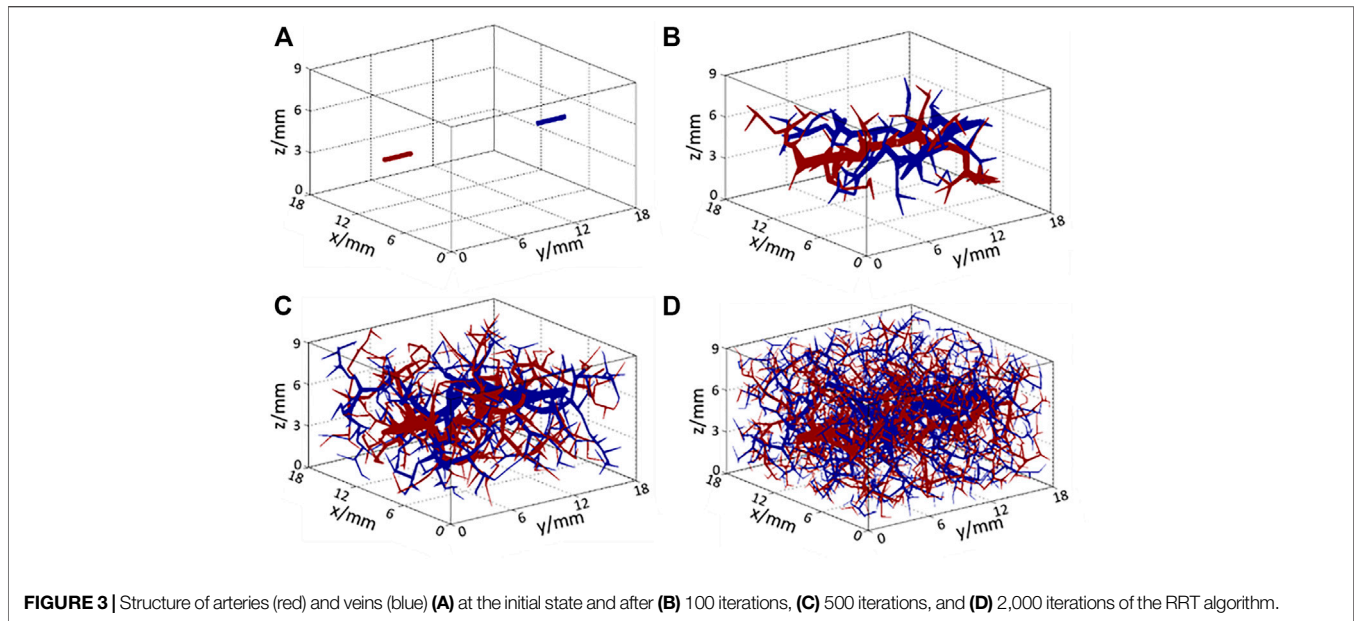 A
9
6
3
0
z/mm
18
12
6
0
x/mm
0
6
12
18
y/mm
B
9
6
3
0
z/mm
18
12
6
0
x/mm
0
6
12
18
y/mm
C
9
6
3
0
z/mm
18
12
6
0
x/mm
0
6
12
18
y/mm
D
9
6
3
0
z/mm
18
12
6
0
x/mm
0
6
12
18
y/mm
FIGURE 3 | Structure of arteries (red) and veins (blue) (A) at the initial state and after (B) 100 iterations, (C) 500 iterations, and (D) 2,000 iterations of the RRT algorithm.